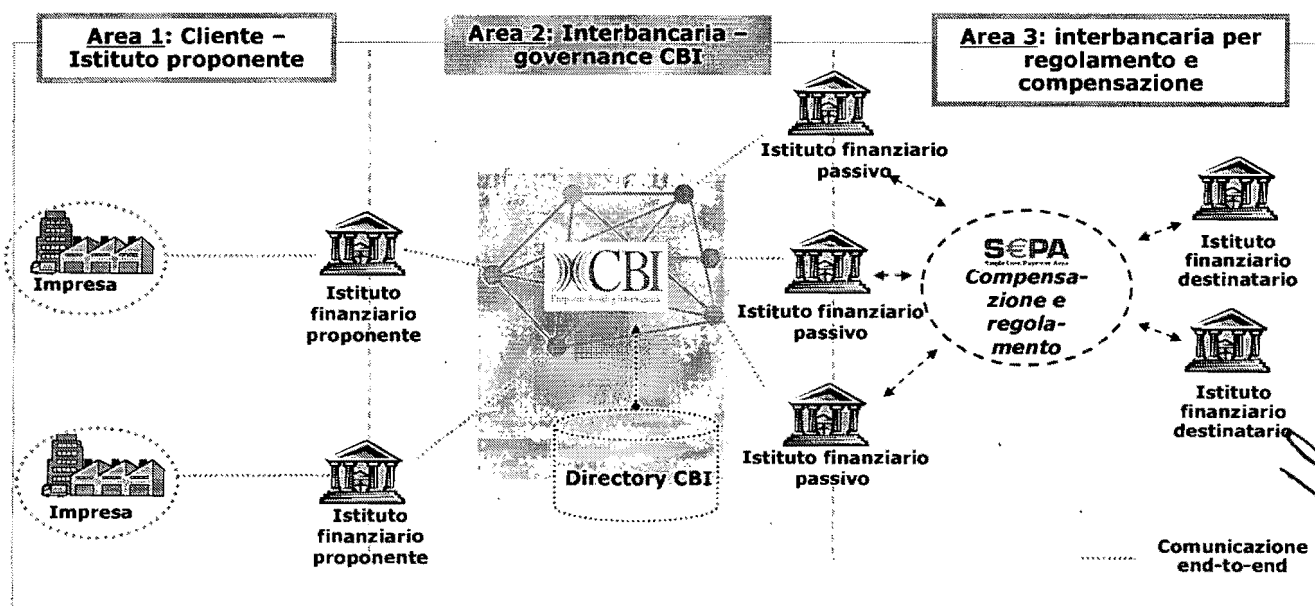 Area 1: Cliente –
Istituto proponente
Area 2: Interbancaria –
governance CBI
Area 3: interbancaria per
regolamento e
compensazione
Impresa
Istituto
finanziario
proponente
Impresa
Istituto
finanziario
proponente
CBI
Directory CBI
Istituto finanziario
passivo
Istituto finanziario
passivo
Istituto finanziario
passivo
S€PA
Compensa-
zione e
regola-
mento
Istituto
finanziario
destinatario
Istituto
finanziario
destinatario
Comunicazione
end-to-end